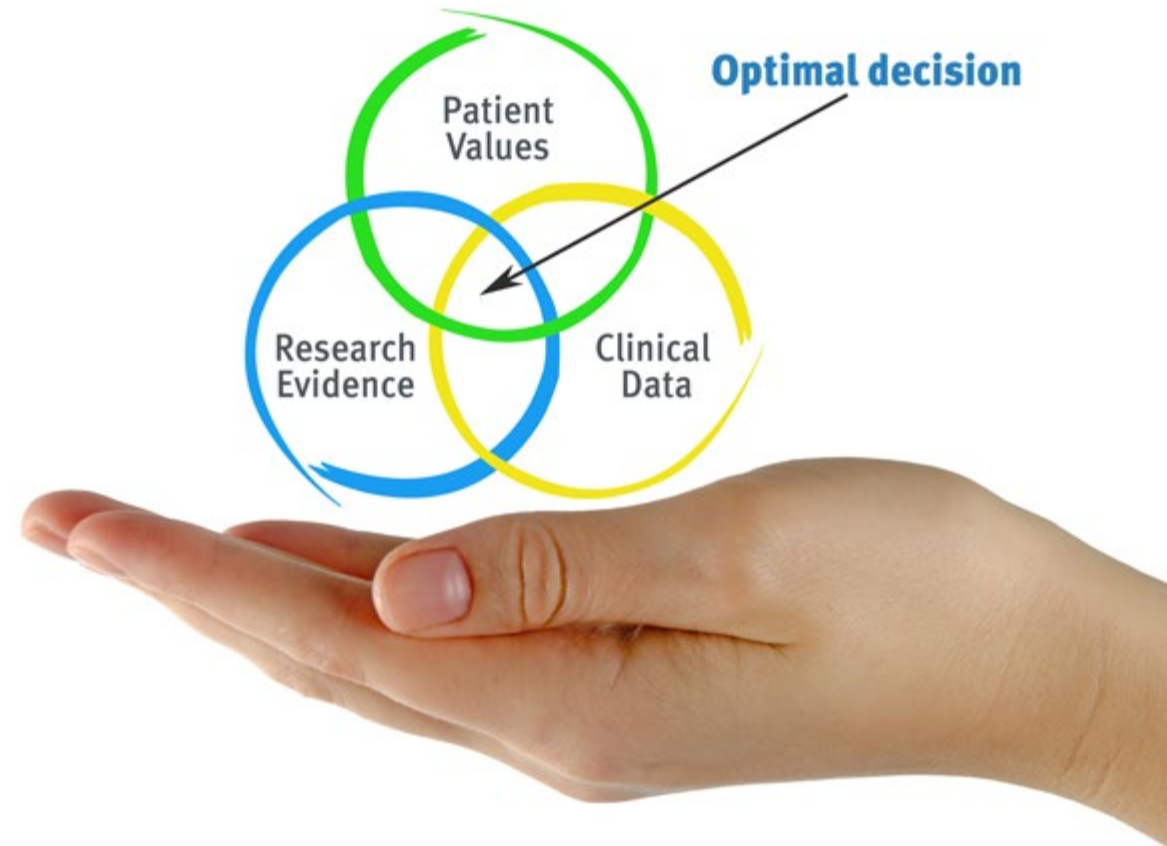 Optimal decision
Patient
Values
Research
Evidence
Clinical
Data